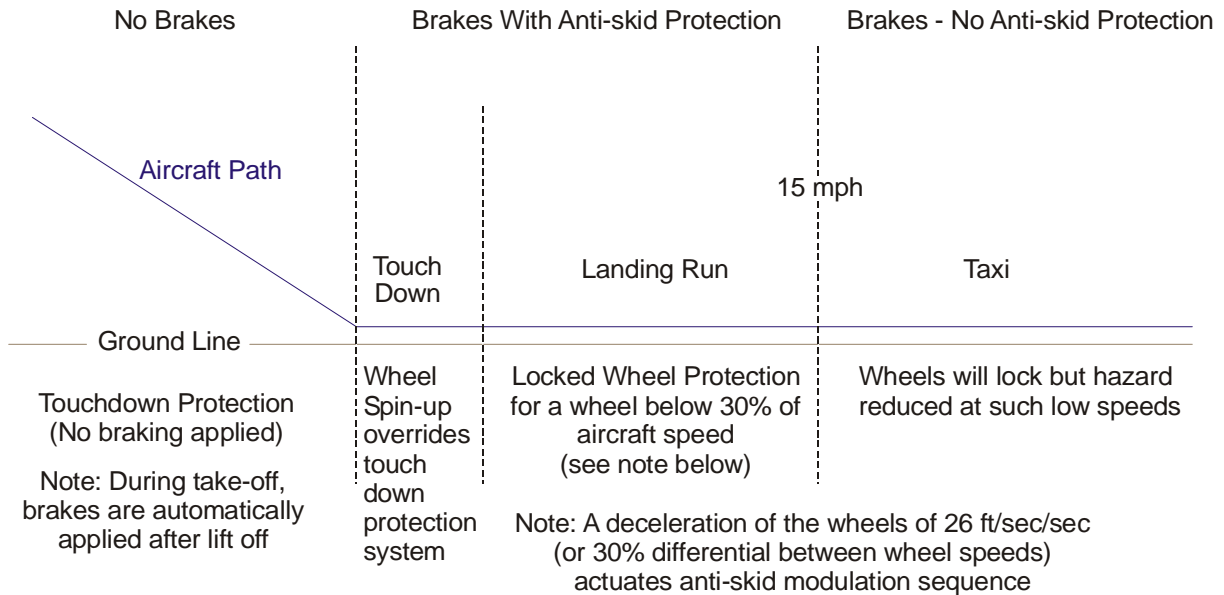 No Brakes
Brakes With Anti-skid Protection
Brakes - No Anti-skid Protection
Aircraft Path
15 mph
Touch
Down
Landing Run
Taxi
Ground Line
Touchdown Protection
(No braking applied)
Note: During take-off,
brakes are automatically
applied after lift off
Wheel
Spin-up
overrides
touch
down
protection
system
Locked Wheel Protection
for a wheel below 30% of
aircraft speed
(see note below)
Wheels will lock but hazard
reduced at such low speeds
Note: A deceleration of the wheels of 26 ft/sec/sec
(or 30% differential between wheel speeds)
actuates anti-skid modulation sequence